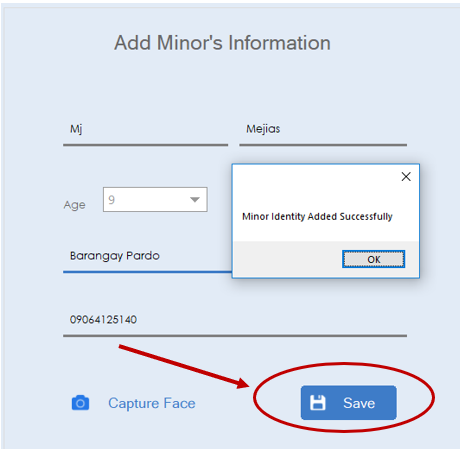 Add Minor's Information
Mj
Mejias
Age
9
Minor Identity Added Successfully
OK
Barangay Pardo
09064125140
Capture Face
Save